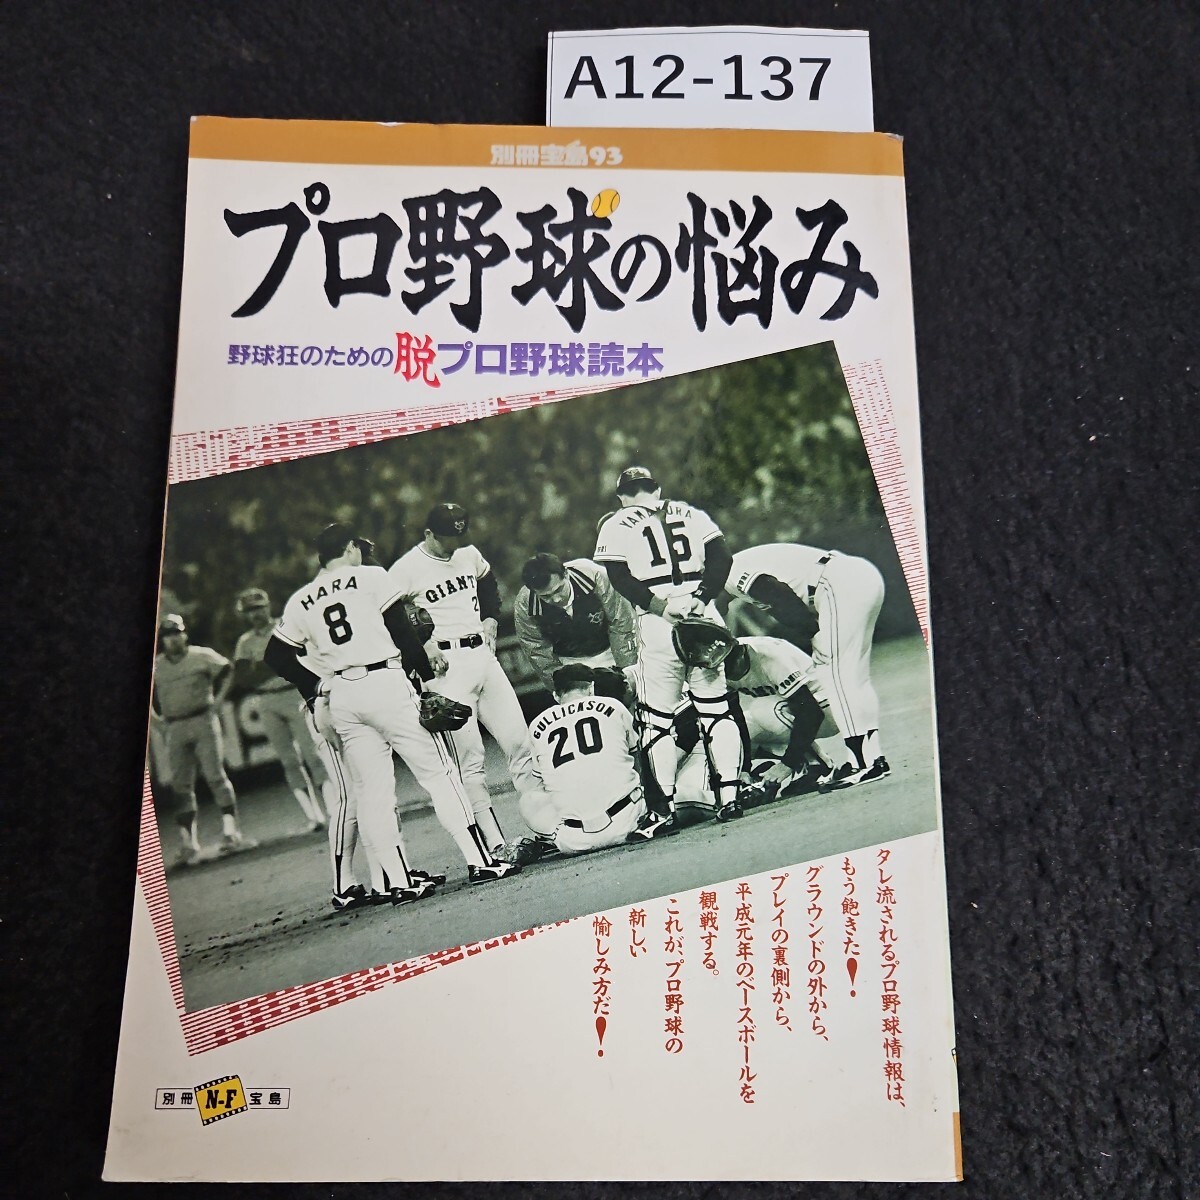 A12-137
別冊宝島93
プロ野球の悩み
野球狂のための脱プロ野球読本
YAMAKURA
15
HARA
8
GIANTS
2
GULLICKSON
20
タレ流されるプロ野球情報は、
もう飽きた！
グラウンドの外から、
プレイの裏側から、
平成元年のベースボールを
観戦する。
これが、プロ野球の
新しい
愉しみ方だ！
別冊 N-F 宝島